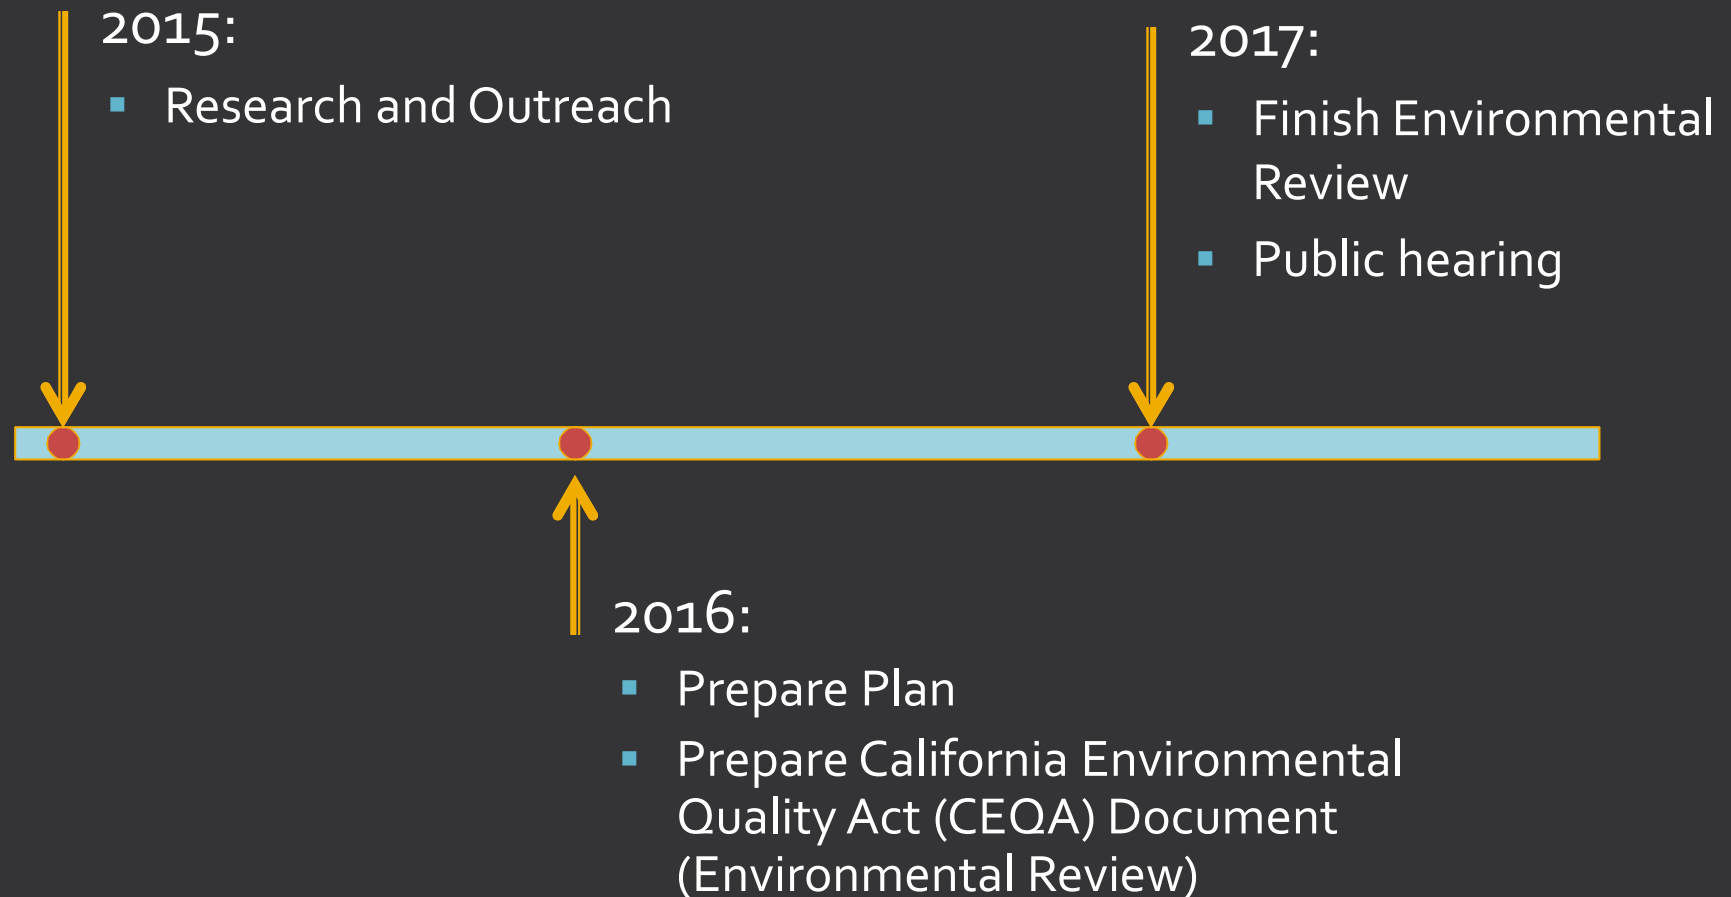 2015:
▪ Research and Outreach
2017:
▪ Finish Environmental
Review
▪ Public hearing
2016:
▪ Prepare Plan
▪ Prepare California Environmental
Quality Act (CEQA) Document
(Environmental Review)